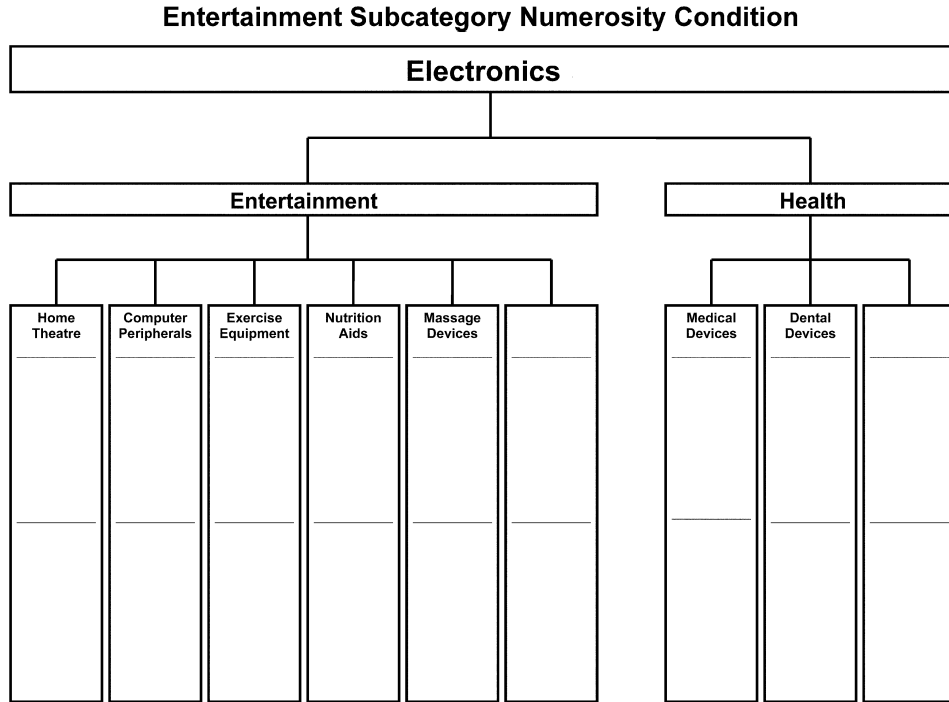 Entertainment Subcategory Numerosity Condition
Electronics
Entertainment
Health
Home
Theatre
Computer
Peripherals
Exercise
Equipment
Nutrition
Aids
Massage
Devices
Medical
Devices
Dental
Devices